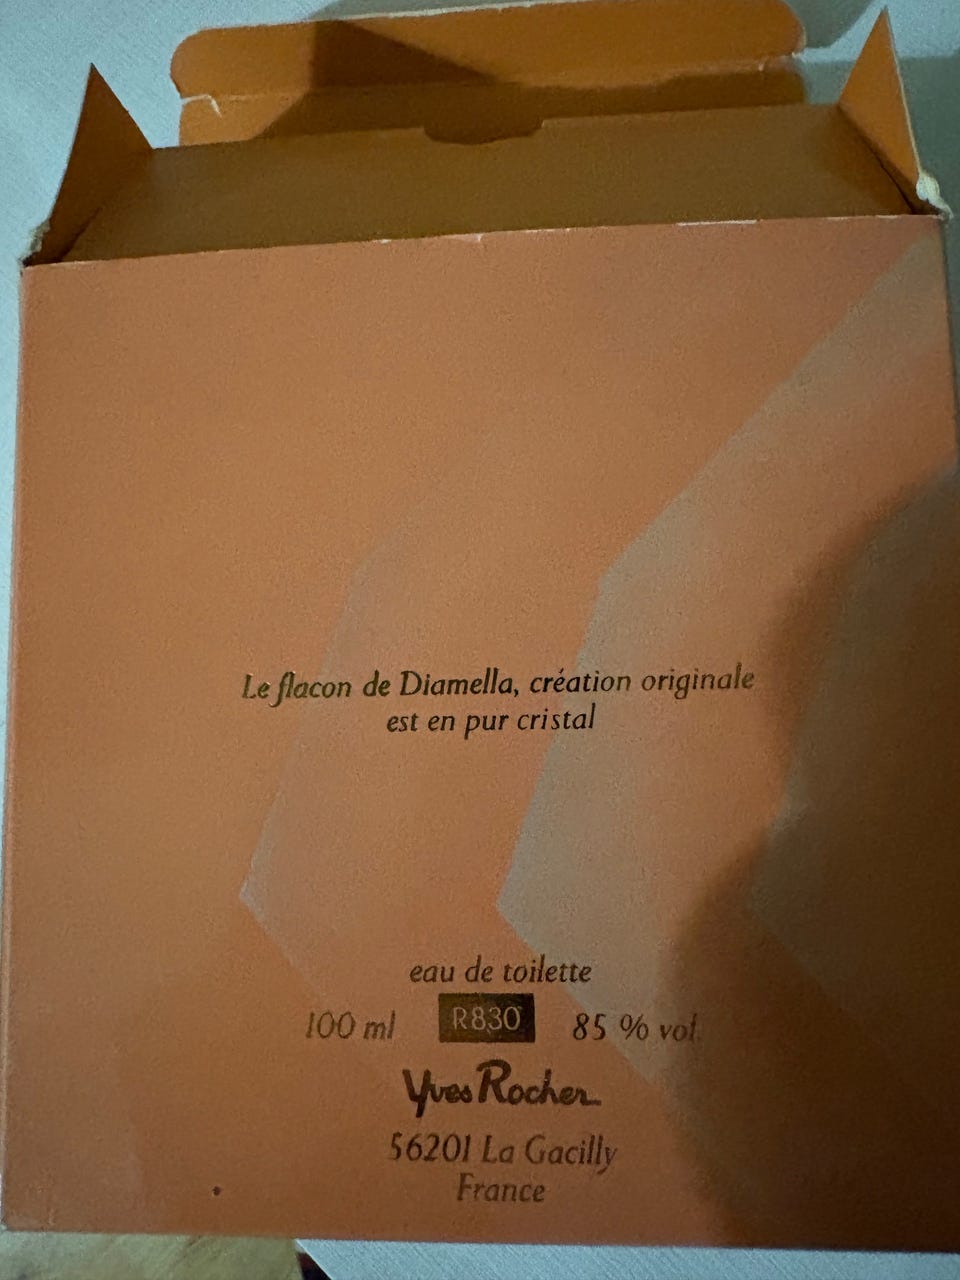 Le flacon de Diamella, création originale
est en pur cristal
eau de toilette
100 ml R830 85 % vol
Yves Rocher
56201 La Gacilly
France